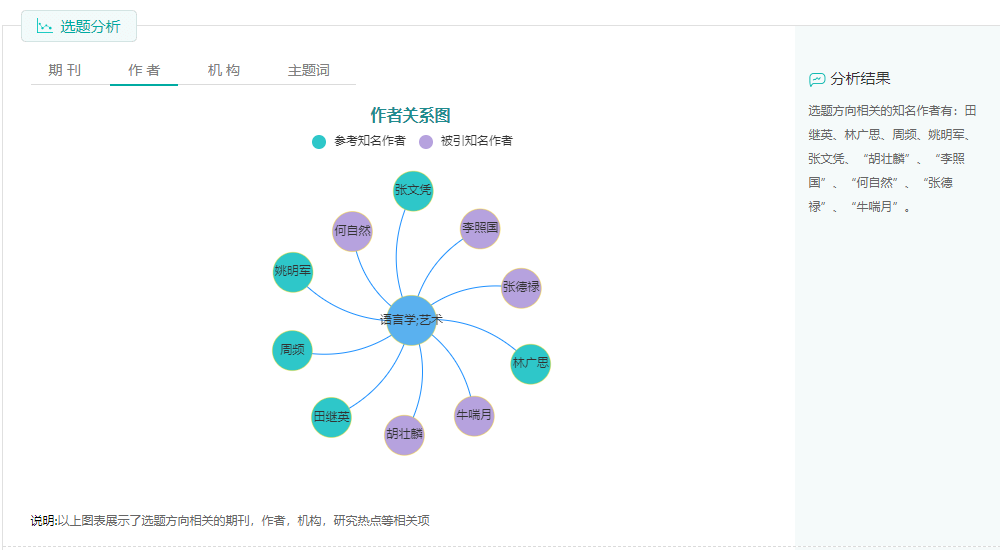 选题分析
期 刊
作 者
机 构
主题词
作者关系图
参考知名作者
被引知名作者
张文凭
何自然
李照国
姚明军
张德禄
语言学;艺术
周频
林广思
田继英
牛喘月
胡壮麟
说明:以上图表展示了选题方向相关的期刊，作者，机构，研究热点等相关项
分析结果
选题方向相关的知名作者有：田
继英、林广思、周频、姚明军、
张文凭、“胡壮麟”、“李照
国”、“何自然”、“张德
禄”、“牛喘月”。